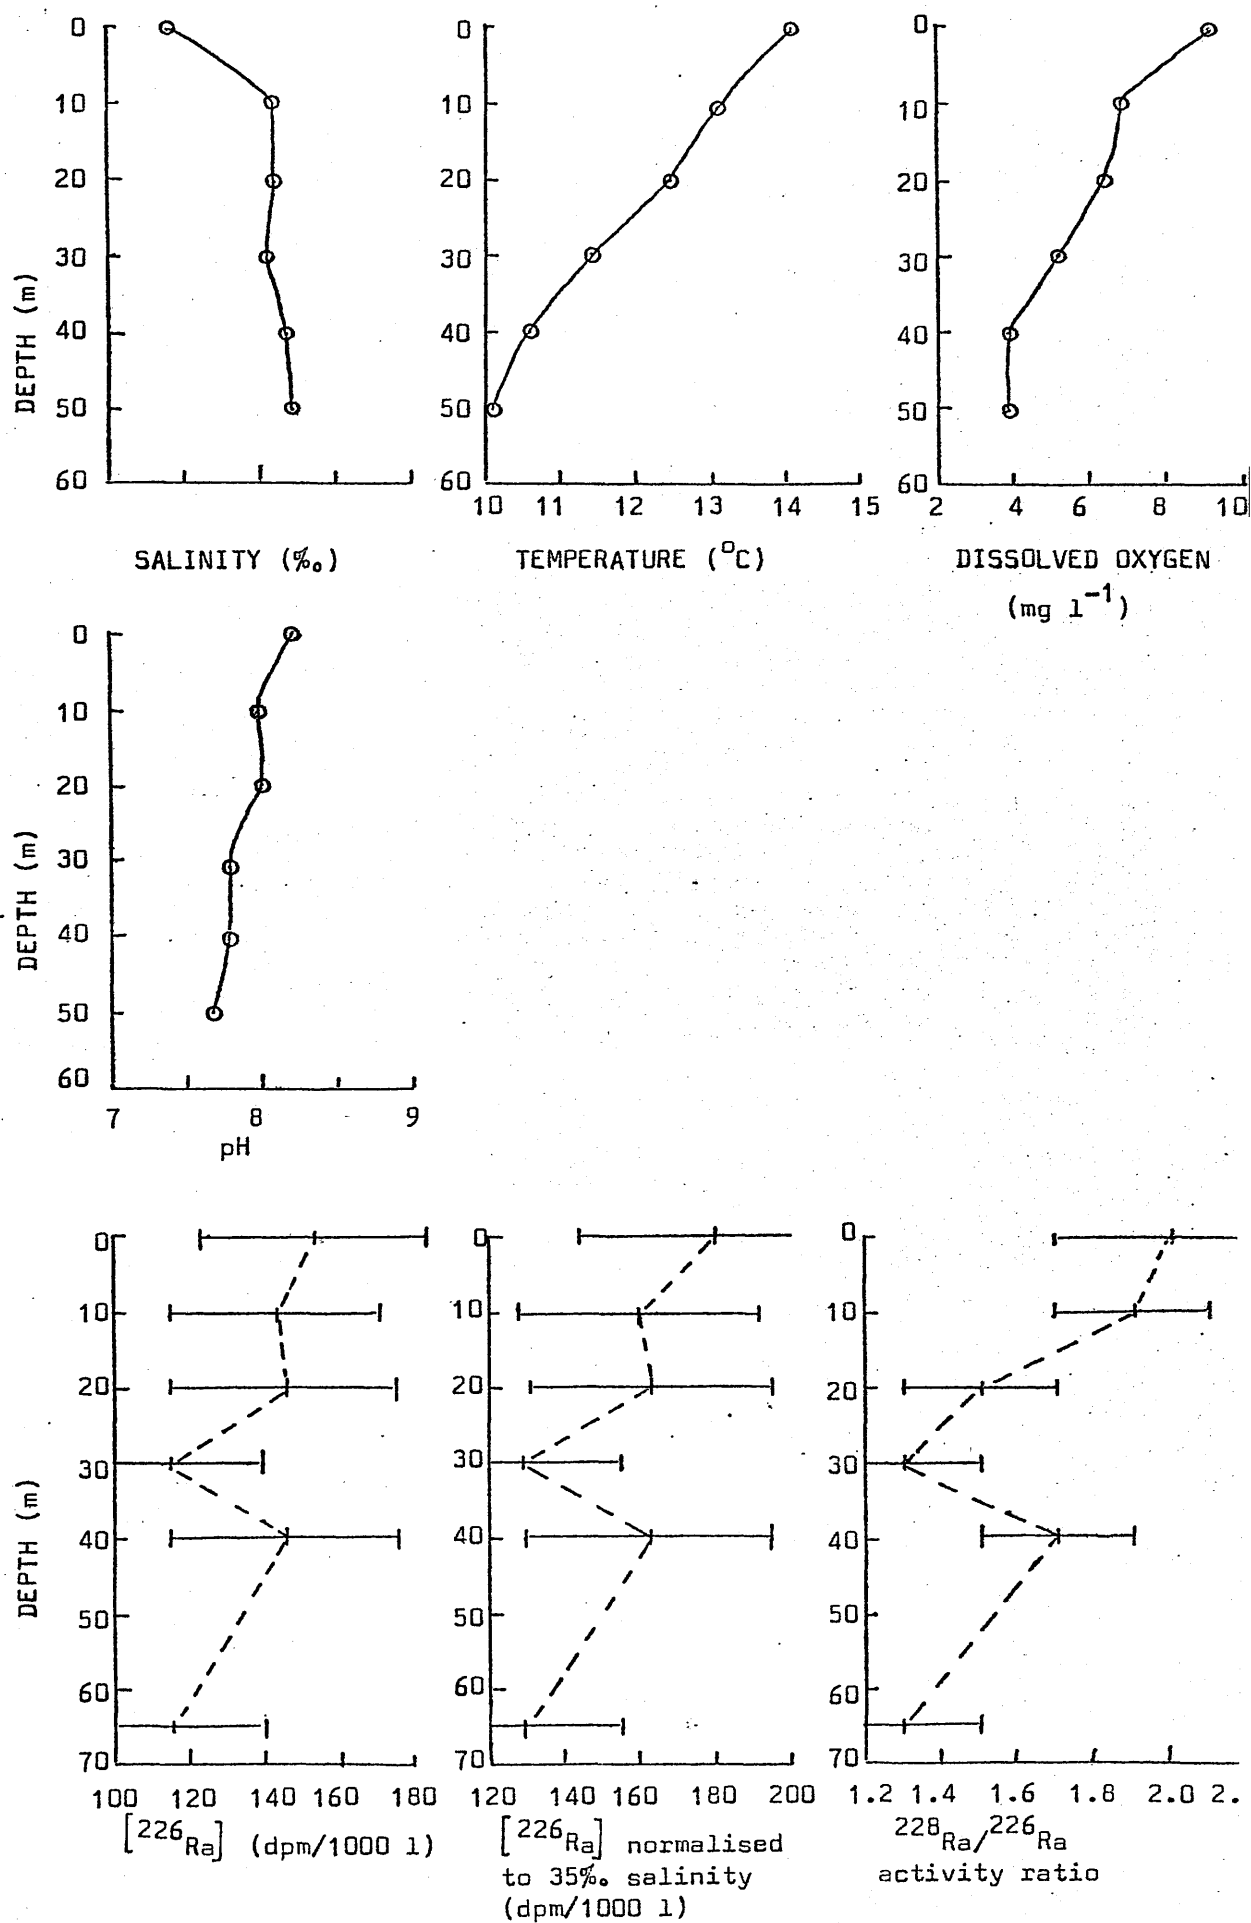 0
10
20
30
40
50
60
DEPTH (m)
SALINITY (‰)
0
10
20
30
40
50
60
10 11 12 13 14 15
TEMPERATURE (°C)
0
10
20
30
40
50
60
2 4 6 8 10
DISSOLVED OXYGEN
(mg l⁻¹)
0
10
20
30
40
50
60
DEPTH (m)
7 8 9
pH
0
10
20
30
40
50
60
70
DEPTH (m)
100 120 140 160 180
[²²⁶Ra] (dpm/1000 l)
0
10
20
30
40
50
60
70
120 140 160 180 200
[²²⁶Ra] normalised
to 35‰ salinity
(dpm/1000 l)
0
10
20
30
40
50
60
70
1.2 1.4 1.6 1.8 2.0 2.
²²⁸Ra/²²⁶Ra
activity ratio